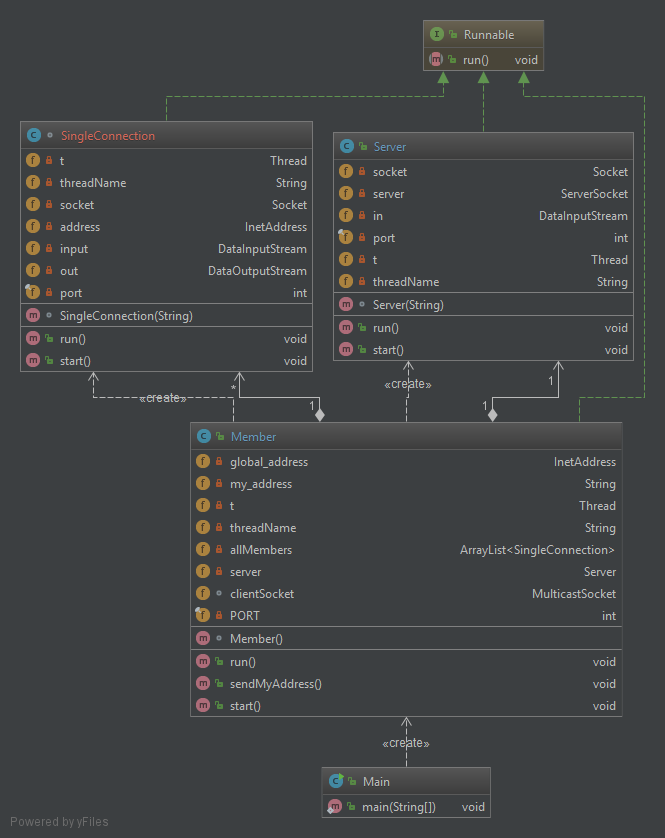 Runnable
run() void
SingleConnection
t Thread
threadName String
socket Socket
address InetAddress
input DataInputStream
out DataOutputStream
port int
SingleConnection(String)
run() void
start() void
Server
socket Socket
server ServerSocket
in DataInputStream
port int
t Thread
threadName String
Server(String)
run() void
start() void
«create»
*
1
«create»
1
1
Member
global_address InetAddress
my_address String
t Thread
threadName String
allMembers ArrayList<SingleConnection>
server Server
clientSocket MulticastSocket
PORT int
Member()
run() void
sendMyAddress() void
start() void
«create»
Main
main(String[]) void
Powered by yFiles